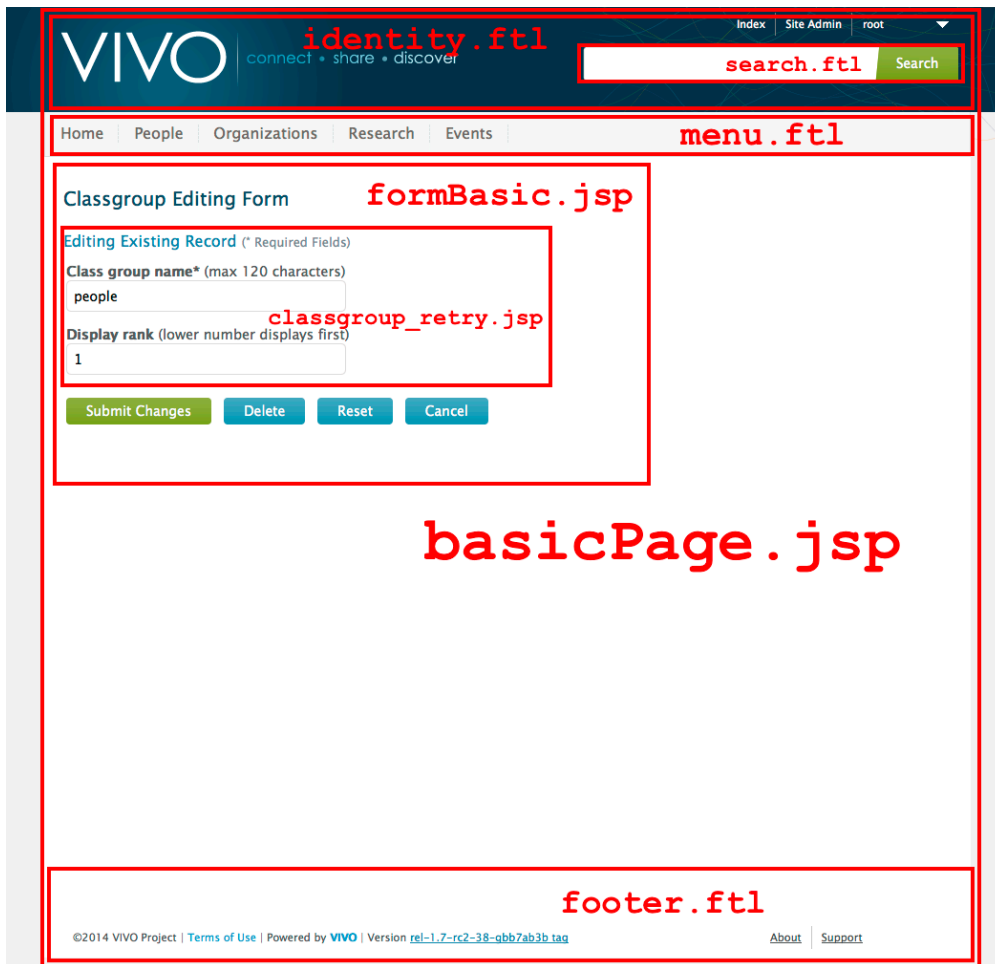 Index Site Admin root
identity.ftl
VIVO connect • share • discover
search.ftl Search
Home People Organizations Research Events
menu.ftl
Classgroup Editing Form
formBasic.jsp
Editing Existing Record (* Required Fields)
Class group name* (max 120 characters)
people
classgroup_retry.jsp
Display rank (lower number displays first)
1
Submit Changes Delete Reset Cancel
basicPage.jsp
footer.ftl
©2014 VIVO Project | Terms of Use | Powered by VIVO | Version rel-1.7-rc2-38-gbb7ab3b tag
About Support